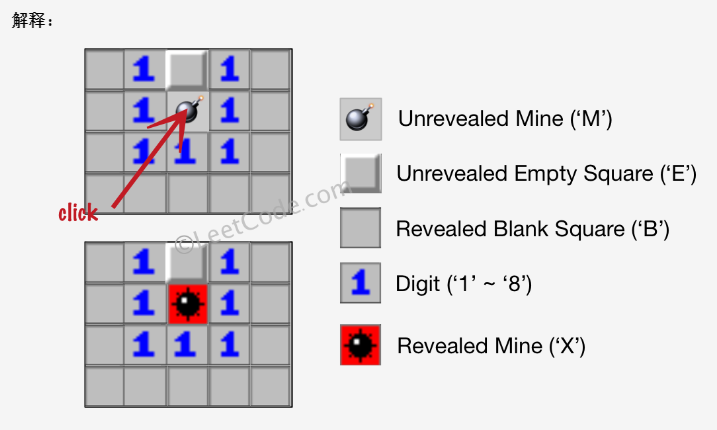 解释：
1 1
1 1
1 1 1
click
©LeetCode.com
1 1
1 1
1 1 1
Unrevealed Mine (‘M’)
Unrevealed Empty Square (‘E’)
Revealed Blank Square (‘B’)
1 Digit (‘1’ ~ ‘8’)
Revealed Mine (‘X’)